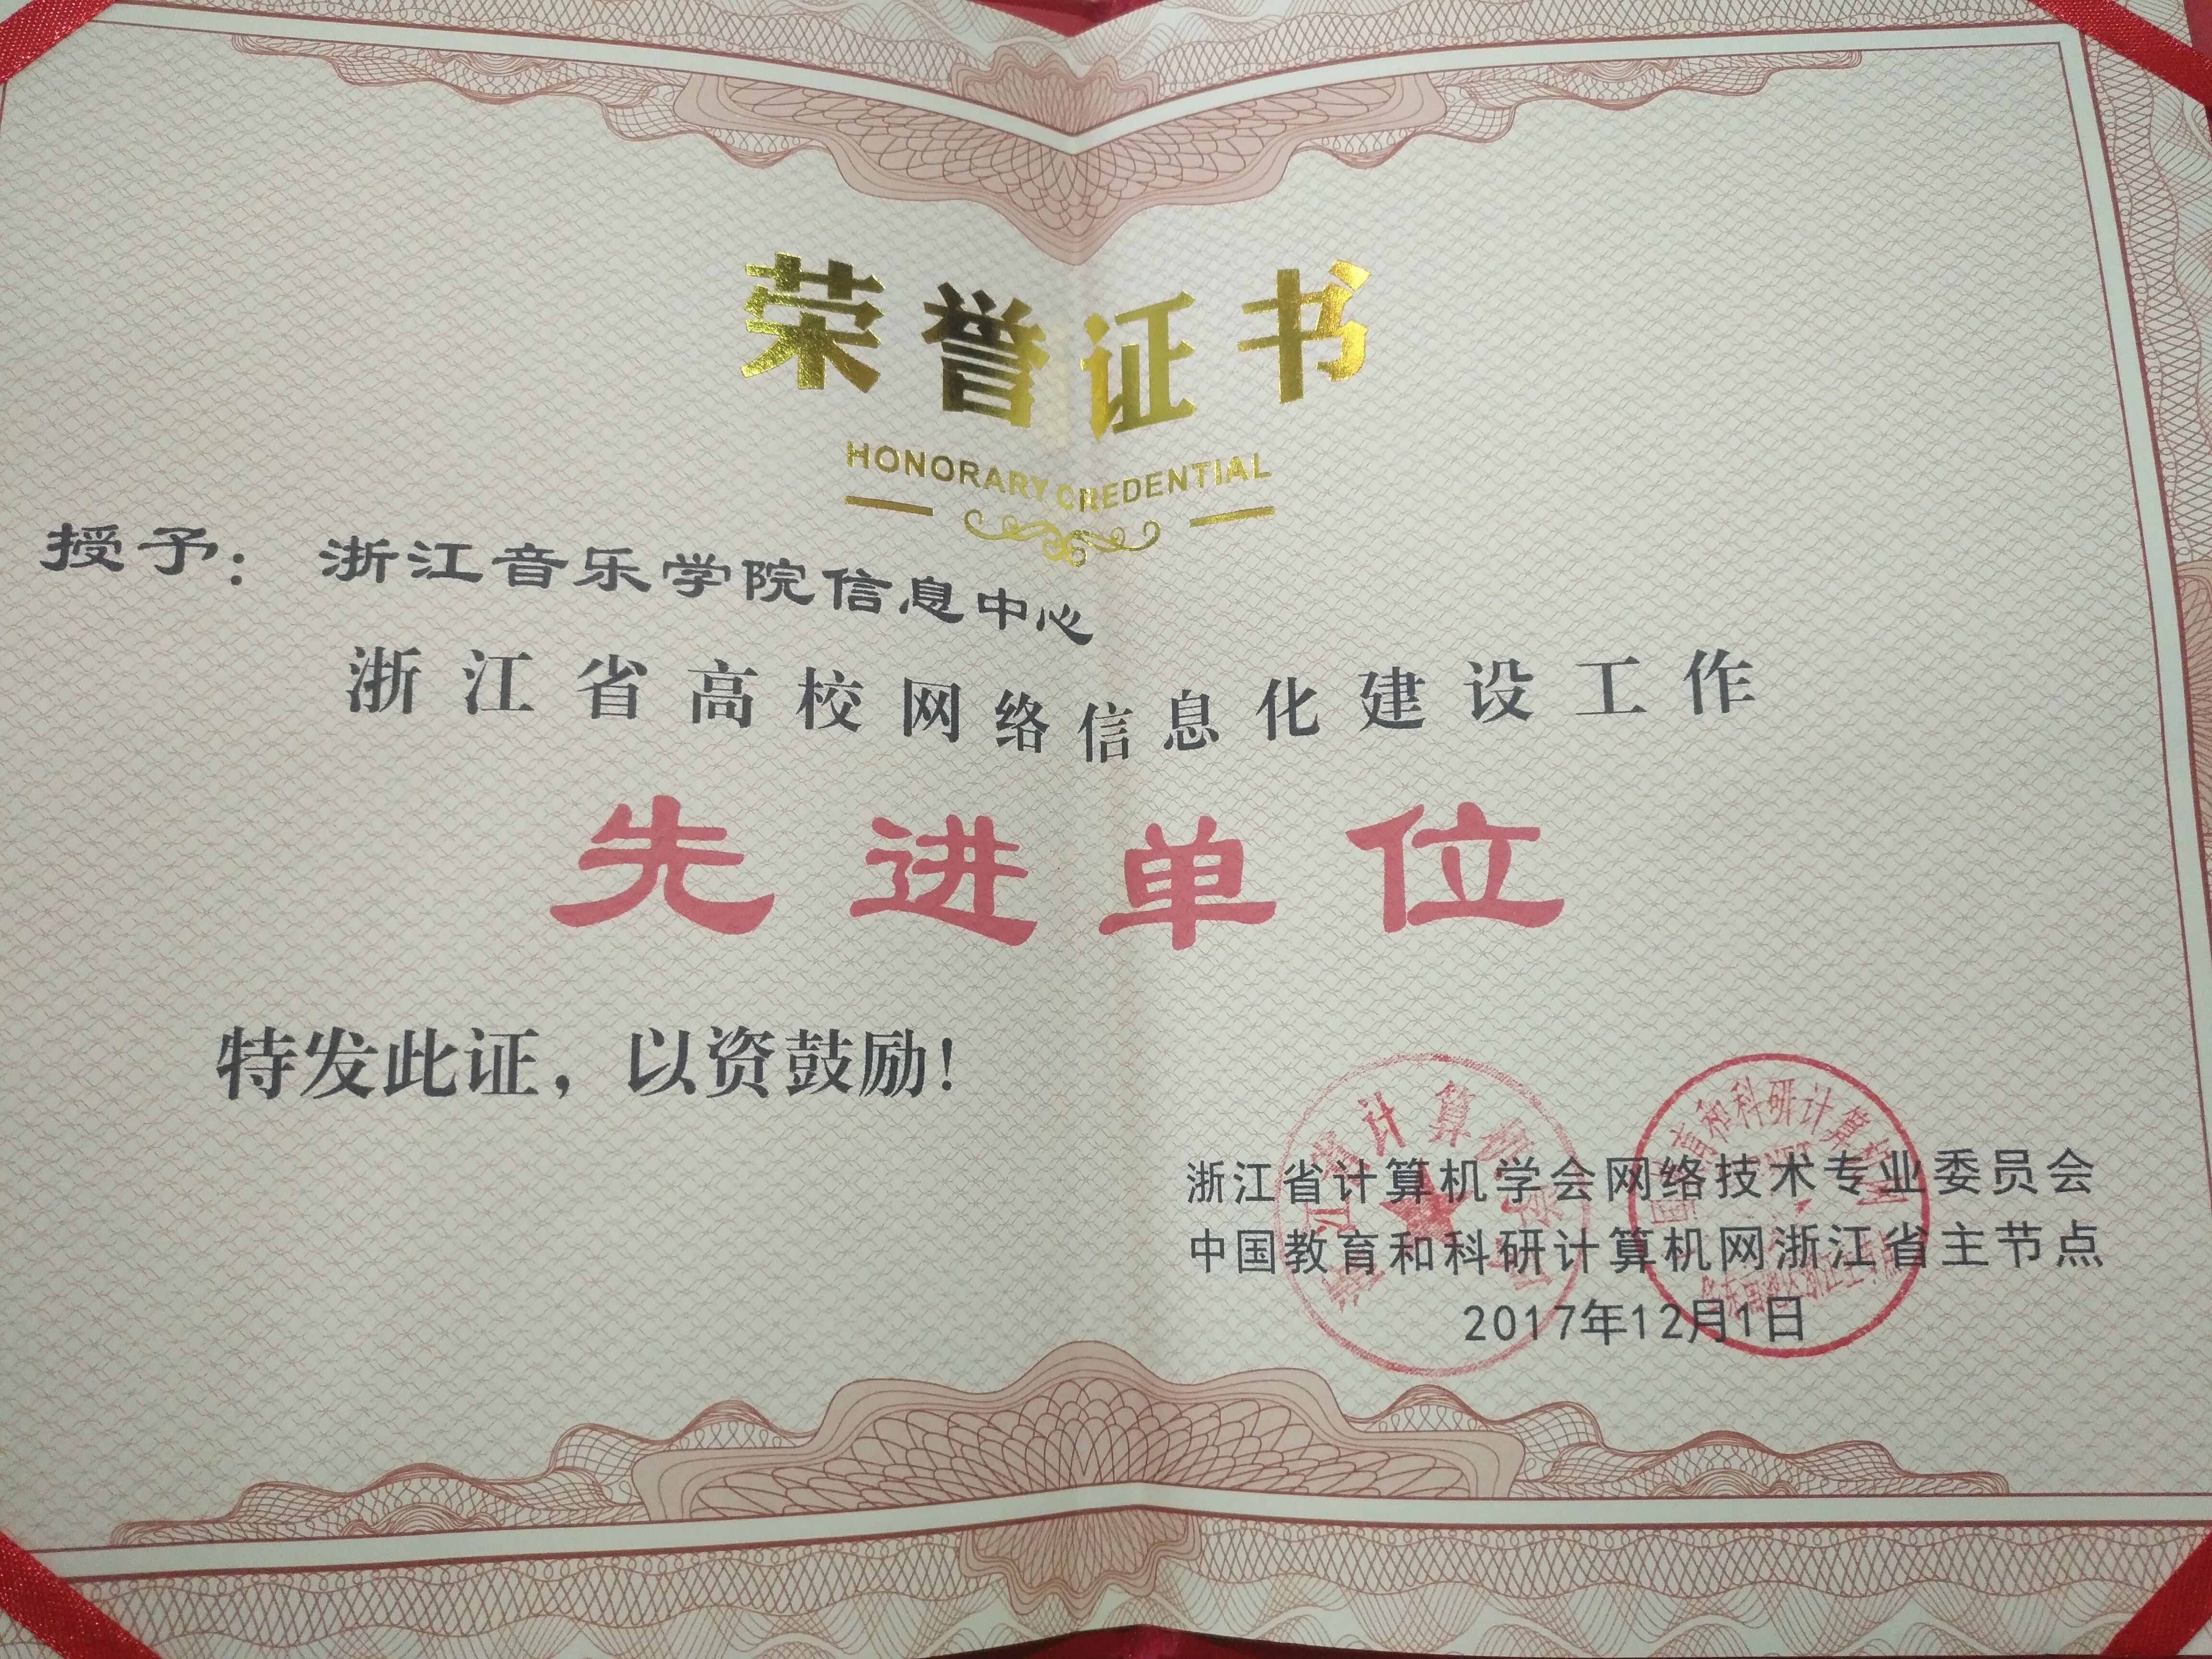 荣誉证书
HONORARY CREDENTIAL
授予：浙江音乐学院信息中心
浙江省高校网络信息化建设工作
先进单位
特发此证，以资鼓励！
浙江省计算机学会网络技术专业委员会
中国教育和科研计算机网浙江省主节点
2017年12月1日